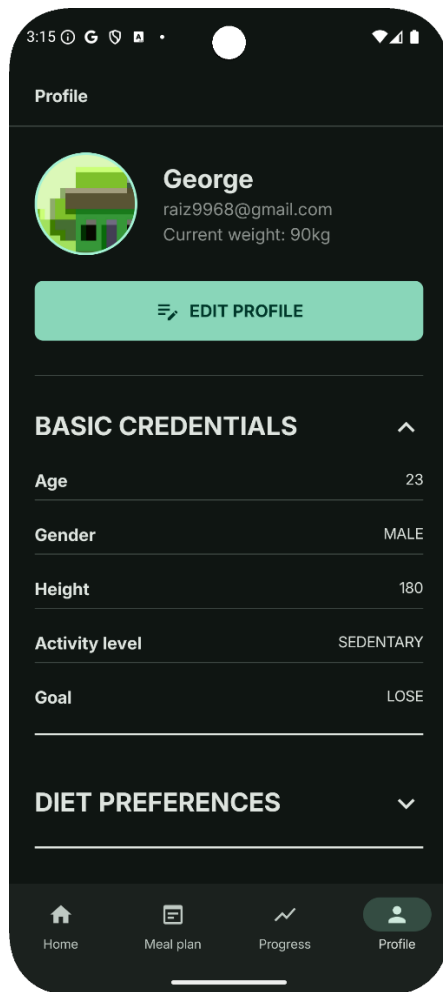 3:15
Profile
George
raiz9968@gmail.com
Current weight: 90kg
EDIT PROFILE
BASIC CREDENTIALS
Age 23
Gender MALE
Height 180
Activity level SEDENTARY
Goal LOSE
DIET PREFERENCES
Home Meal plan Progress Profile